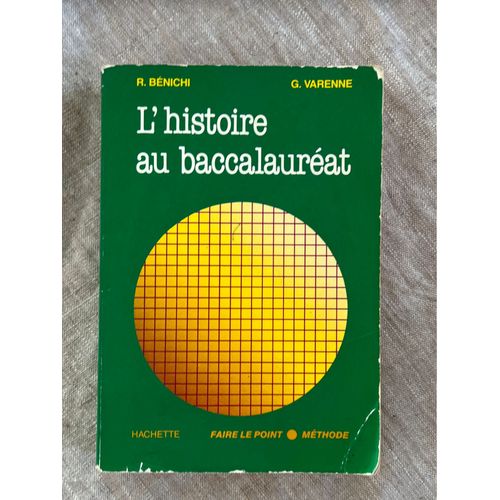 R. BÉNICHI G. VARENNE
L'histoire
au baccalauréat
HACHETTE FAIRE LE POINT MÉTHODE